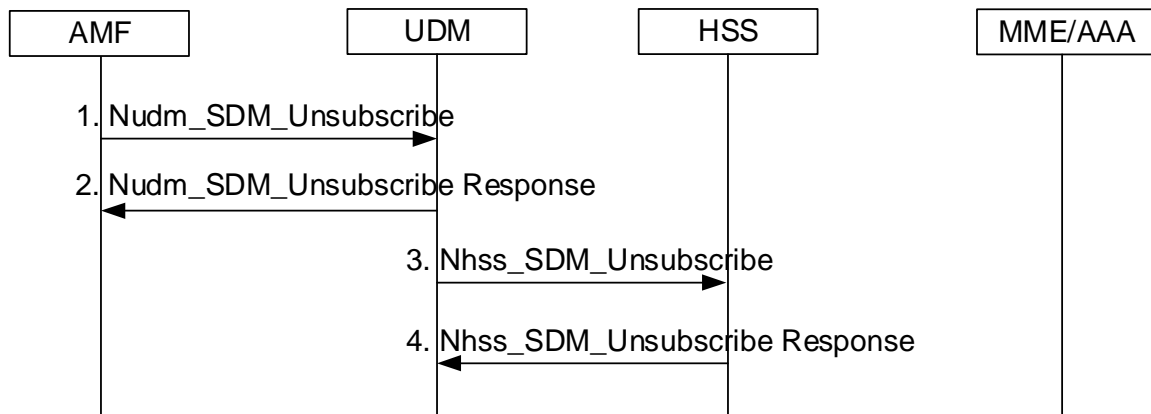 AMF UDM HSS MME/AAA
1. Nudm_SDM_Unsubscribe
2. Nudm_SDM_Unsubscribe Response
3. Nhss_SDM_Unsubscribe
4. Nhss_SDM_Unsubscribe Response